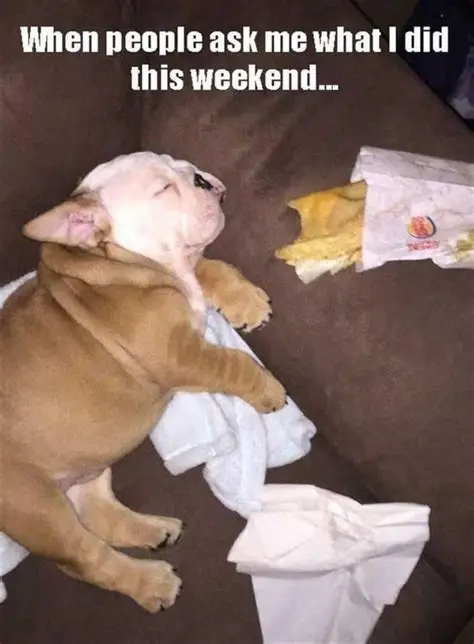 When people ask me what I did
this weekend...